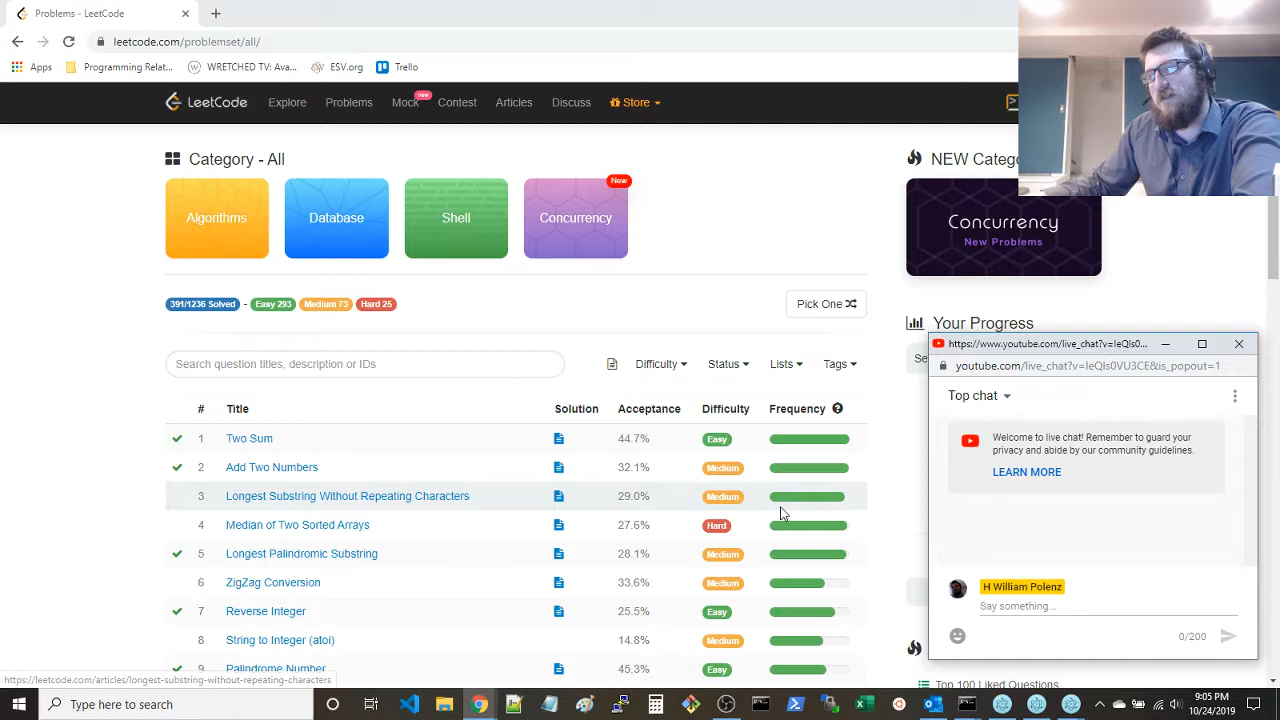 Problems - LeetCode
leetcode.com/problemset/all/
Apps
Programming Relat...
WRETCHED TV: Ava...
ESV.org
Trello
LeetCode
Explore
Problems
Mock
new
Contest
Articles
Discuss
Store
Category - All
Algorithms
Database
Shell
New
Concurrency
391/1236 Solved - Easy 293 Medium 73 Hard 25
Pick One
Search question titles, description or IDs
Difficulty
Status
Lists
Tags
# Title Solution Acceptance Difficulty Frequency
1 Two Sum 44.7% Easy
2 Add Two Numbers 32.1% Medium
3 Longest Substring Without Repeating Characters 29.0% Medium
4 Median of Two Sorted Arrays 27.6% Hard
5 Longest Palindromic Substring 28.1% Medium
6 ZigZag Conversion 33.6% Medium
7 Reverse Integer 25.5% Easy
8 String to Integer (atoi) 14.8% Medium
9 Palindrome Number 45.3% Easy
://leetcode.com/articles/longest-substring-without-repeating-characters
NEW Catego
Concurrency
New Problems
Your Progress
Se
https://www.youtube.com/live_chat?v=IeQIs0...
youtube.com/live_chat?v=IeQIs0VU3CE&is_popout=1
Top chat
Welcome to live chat! Remember to guard your
privacy and abide by our community guidelines.
LEARN MORE
H William Polenz
Say something...
0/200
Top 100 Liked Questions
Type here to search
9:05 PM
10/24/2019